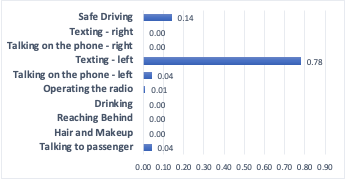 Safe Driving 0.14
Texting - right 0.00
Talking on the phone - right 0.00
Texting - left 0.78
Talking on the phone - left 0.04
Operating the radio 0.01
Drinking 0.00
Reaching Behind 0.00
Hair and Makeup 0.00
Talking to passenger 0.04
0.00 0.10 0.20 0.30 0.40 0.50 0.60 0.70 0.80 0.90